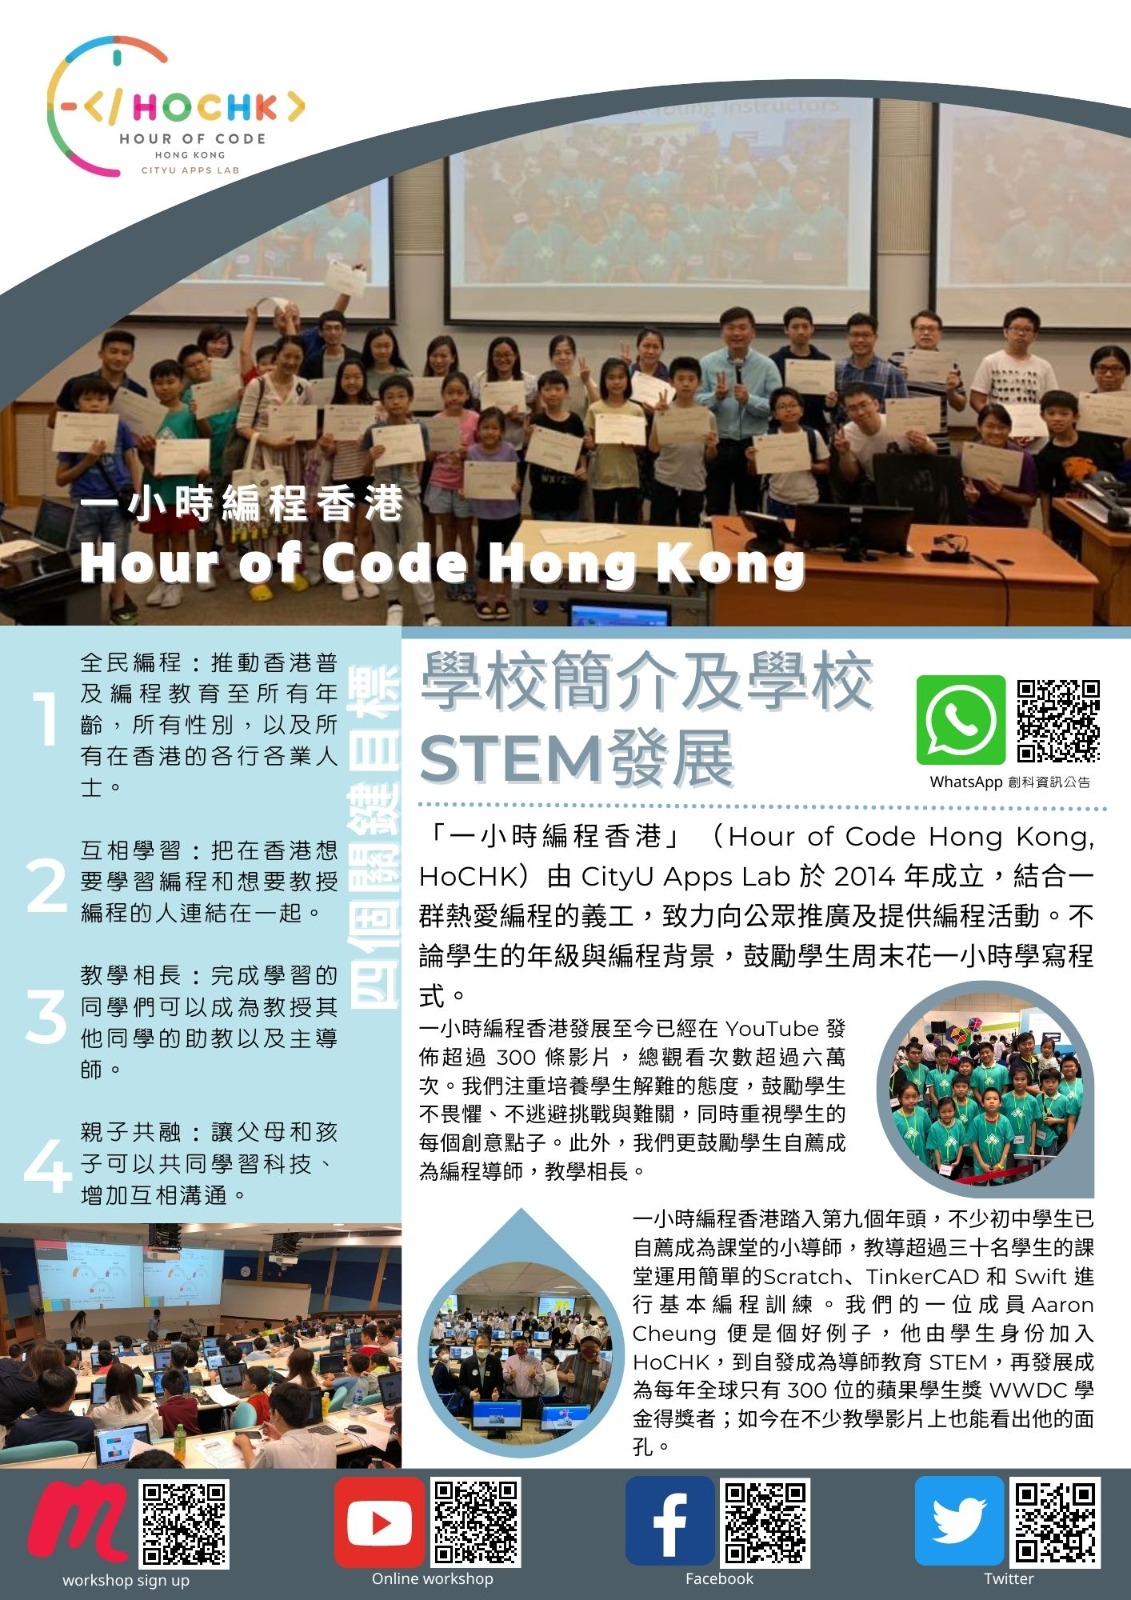 </HOCHK>
HOUR OF CODE
HONG KONG
CITYU APPS LAB
Young Instructors
一小時編程香港
Hour of Code Hong Kong
四個關鍵目標
1
全民編程：推動香港普
及編程教育至所有年
齡，所有性別，以及所
有在香港的各行各業人
士。
2
互相學習：把在香港想
要學習編程和想要教授
編程的人連結在一起。
3
教學相長：完成學習的
同學們可以成為教授其
他同學的助教以及主導
師。
4
親子共融：讓父母和孩
子可以共同學習科技、
增加互相溝通。
學校簡介及學校
STEM發展
WhatsApp 創科資訊公告
「一小時編程香港」（Hour of Code Hong Kong,
HoCHK）由 CityU Apps Lab 於 2014 年成立，結合一
群熱愛編程的義工，致力向公眾推廣及提供編程活動。不
論學生的年級與編程背景，鼓勵學生周末花一小時學寫程
式。
一小時編程香港發展至今已經在 YouTube 發
佈超過 300 條影片，總觀看次數超過六萬
次。我們注重培養學生解難的態度，鼓勵學生
不畏懼、不逃避挑戰與難關，同時重視學生的
每個創意點子。此外，我們更鼓勵學生自薦成
為編程導師，教學相長。
一小時編程香港踏入第九個年頭，不少初中學生已
自薦成為課堂的小導師，教導超過三十名學生的課
堂運用簡單的Scratch、TinkerCAD 和 Swift 進
行基本編程訓練。我們的一位成員Aaron
Cheung 便是個好例子，他由學生身份加入
HoCHK，到自發成為導師教育 STEM，再發展成
為每年全球只有 300 位的蘋果學生獎 WWDC 學
金得獎者；如今在不少教學影片上也能看出他的面
孔。
workshop sign up
Online workshop
Facebook
Twitter